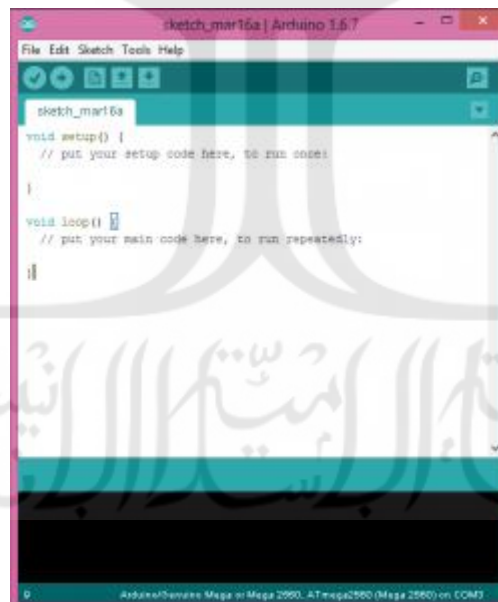 sketch_mar16a | Arduino 1.6.7
File Edit Sketch Tools Help
sketch_mar16a
void setup() {
// put your setup code here, to run once:
}
void loop() {
// put your main code here, to run repeatedly:
}
Arduino/Genuino Mega or Mega 2560, ATmega2560 (Mega 2560) on COM3